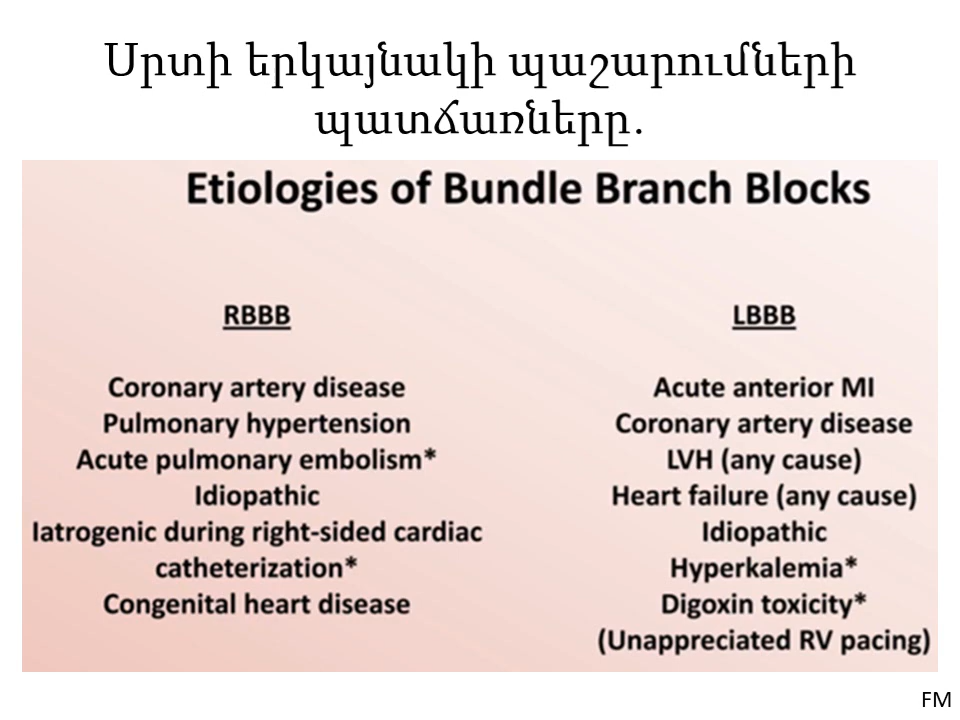 Սրտի երկայնակի պաշարումների
պատճառները.
Etiologies of Bundle Branch Blocks
RBBB
Coronary artery disease
Pulmonary hypertension
Acute pulmonary embolism*
Idiopathic
Iatrogenic during right-sided cardiac
catheterization*
Congenital heart disease
LBBB
Acute anterior MI
Coronary artery disease
LVH (any cause)
Heart failure (any cause)
Idiopathic
Hyperkalemia*
Digoxin toxicity*
(Unappreciated RV pacing)
FM